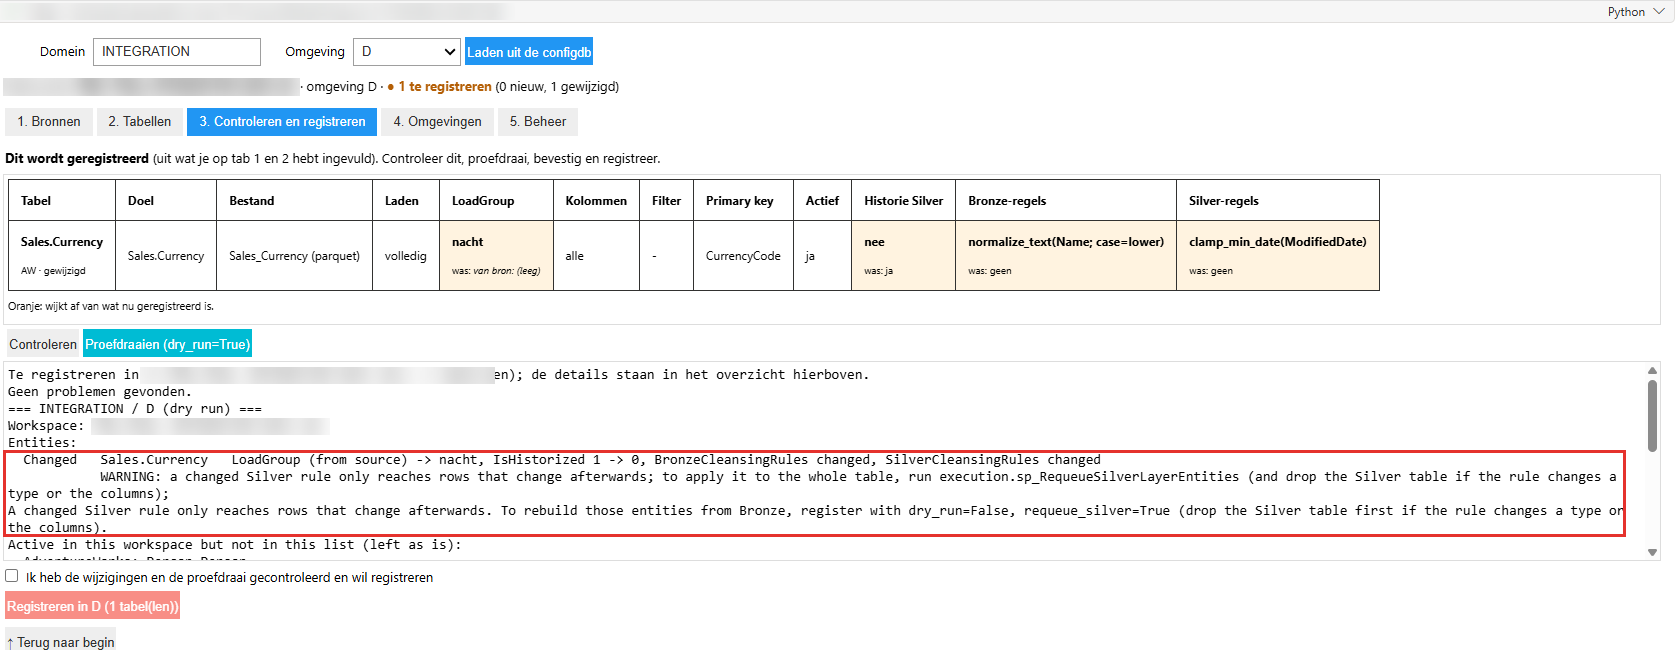 Python
Domein INTEGRATION Omgeving D Laden uit de configdb
· omgeving D · ● 1 te registreren (0 nieuw, 1 gewijzigd)
1. Bronnen 2. Tabellen 3. Controleren en registreren 4. Omgevingen 5. Beheer
Dit wordt geregistreerd (uit wat je op tab 1 en 2 hebt ingevuld). Controleer dit, proefdraai, bevestig en registreer.
Tabel Doel Bestand Laden LoadGroup Kolommen Filter Primary key Actief Historie Silver Bronze-regels Silver-regels
Sales.Currency Sales.Currency Sales_Currency (parquet) volledig nacht alle - CurrencyCode ja nee normalize_text(Name; case=lower) clamp_min_date(ModifiedDate)
AW · gewijzigd was: van bron: (leeg) was: ja was: geen was: geen
Oranje: wijkt af van wat nu geregistreerd is.
Controleren Proefdraaien (dry_run=True)
Te registreren in en); de details staan in het overzicht hierboven.
Geen problemen gevonden.
=== INTEGRATION / D (dry run) ===
Workspace:
Entities:
Changed Sales.Currency LoadGroup (from source) -> nacht, IsHistorized 1 -> 0, BronzeCleansingRules changed, SilverCleansingRules changed
WARNING: a changed Silver rule only reaches rows that change afterwards; to apply it to the whole table, run execution.sp_RequeueSilverLayerEntities (and drop the Silver table if the rule changes a
type or the columns);
A changed Silver rule only reaches rows that change afterwards. To rebuild those entities from Bronze, register with dry_run=False, requeue_silver=True (drop the Silver table first if the rule changes a type or
the columns).
Active in this workspace but not in this list (left as is):
Ik heb de wijzigingen en de proefdraai gecontroleerd en wil registreren
Registreren in D (1 tabel(len))
↑ Terug naar begin